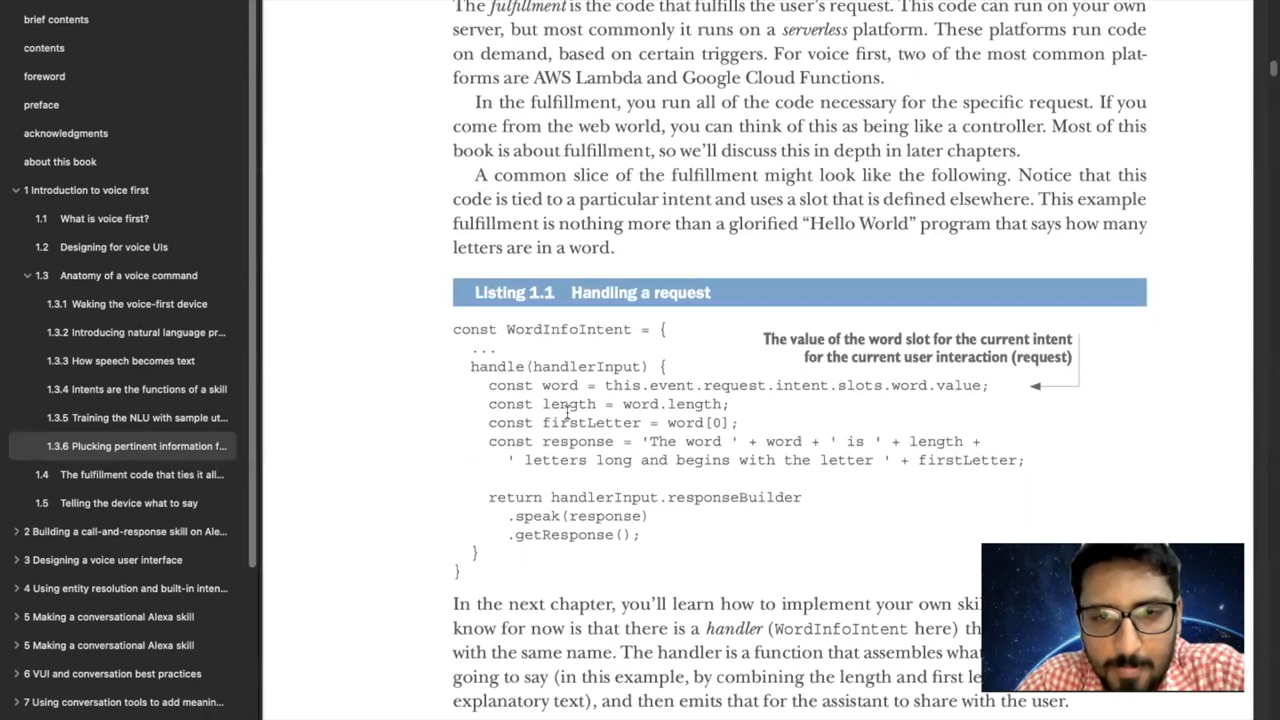 brief contents
contents
foreword
preface
acknowledgments
about this book
1 Introduction to voice first
1.1 What is voice first?
1.2 Designing for voice UIs
1.3 Anatomy of a voice command
1.3.1 Waking the voice-first device
1.3.2 Introducing natural language pr...
1.3.3 How speech becomes text
1.3.4 Intents are the functions of a skill
1.3.5 Training the NLU with sample ut...
1.3.6 Plucking pertinent information f...
1.4 The fulfillment code that ties it all...
1.5 Telling the device what to say
2 Building a call-and-response skill on Ale...
3 Designing a voice user interface
4 Using entity resolution and built-in inten...
5 Making a conversational Alexa skill
5 Making a conversational Alexa skill
6 VUI and conversation best practices
7 Using conversation tools to add meanin...
The fulfillment is the code that fulfills the user's request. This code can run on your own
server, but most commonly it runs on a serverless platform. These platforms run code
on demand, based on certain triggers. For voice first, two of the most common plat-
forms are AWS Lambda and Google Cloud Functions.
In the fulfillment, you run all of the code necessary for the specific request. If you
come from the web world, you can think of this as being like a controller. Most of this
book is about fulfillment, so we'll discuss this in depth in later chapters.
A common slice of the fulfillment might look like the following. Notice that this
code is tied to a particular intent and uses a slot that is defined elsewhere. This example
fulfillment is nothing more than a glorified “Hello World” program that says how many
letters are in a word.
Listing 1.1 Handling a request
const WordInfoIntent = {
...
handle(handlerInput) {
The value of the word slot for the current intent
for the current user interaction (request)
const word = this.event.request.intent.slots.word.value;
const length = word.length;
const firstLetter = word[0];
const response = 'The word ' + word + ' is ' + length +
' letters long and begins with the letter ' + firstLetter;
return handlerInput.responseBuilder
.speak(response)
.getResponse();
}
}
In the next chapter, you'll learn how to implement your own ski
know for now is that there is a handler (WordInfoIntent here) th
with the same name. The handler is a function that assembles wha
going to say (in this example, by combining the length and first le
explanatory text), and then emits that for the assistant to share with the user.